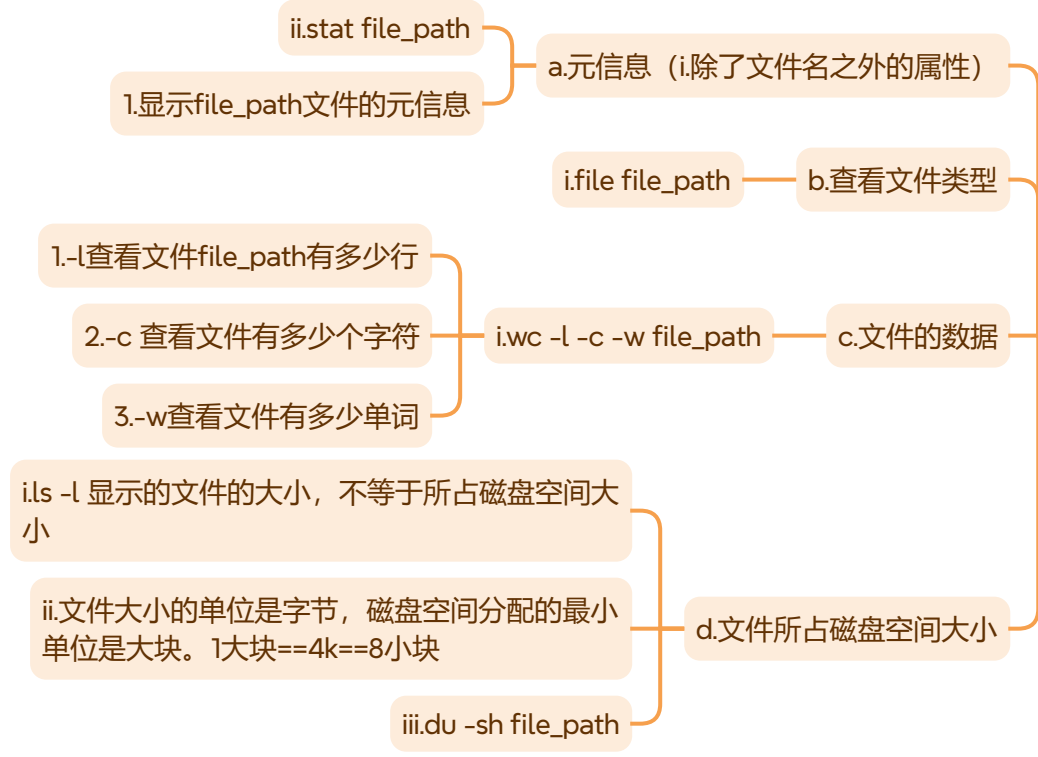 a.元信息（i.除了文件名之外的属性）
ii.stat file_path
1.显示file_path文件的元信息
b.查看文件类型
i.file file_path
c.文件的数据
i.wc -l -c -w file_path
1.-l查看文件file_path有多少行
2.-c 查看文件有多少个字符
3.-w查看文件有多少单词
d.文件所占磁盘空间大小
i.ls -l 显示的文件的大小，不等于所占磁盘空间大
小
ii.文件大小的单位是字节，磁盘空间分配的最小
单位是大块。1大块==4k==8小块
iii.du -sh file_path